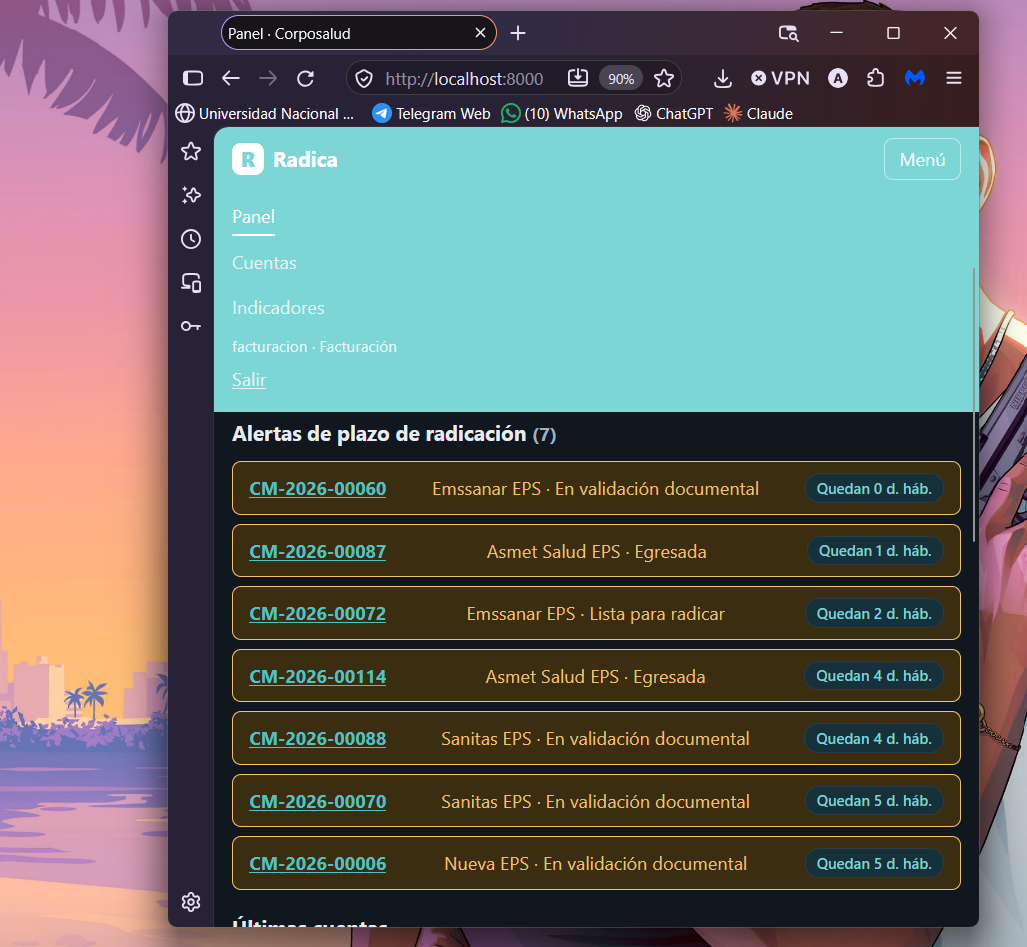 Panel · Corposalud
http://localhost:8000
90%
VPN
A
Universidad Nacional ...
Telegram Web
(10) WhatsApp
ChatGPT
Claude
R
Radica
Menú
Panel
Cuentas
Indicadores
facturacion · Facturación
Salir
Alertas de plazo de radicación (7)
CM-2026-00060 Emssanar EPS · En validación documental Quedan 0 d. háb.
CM-2026-00087 Asmet Salud EPS · Egresada Quedan 1 d. háb.
CM-2026-00072 Emssanar EPS · Lista para radicar Quedan 2 d. háb.
CM-2026-00114 Asmet Salud EPS · Egresada Quedan 4 d. háb.
CM-2026-00088 Sanitas EPS · En validación documental Quedan 4 d. háb.
CM-2026-00070 Sanitas EPS · En validación documental Quedan 5 d. háb.
CM-2026-00006 Nueva EPS · En validación documental Quedan 5 d. háb.
Últimas cuentas